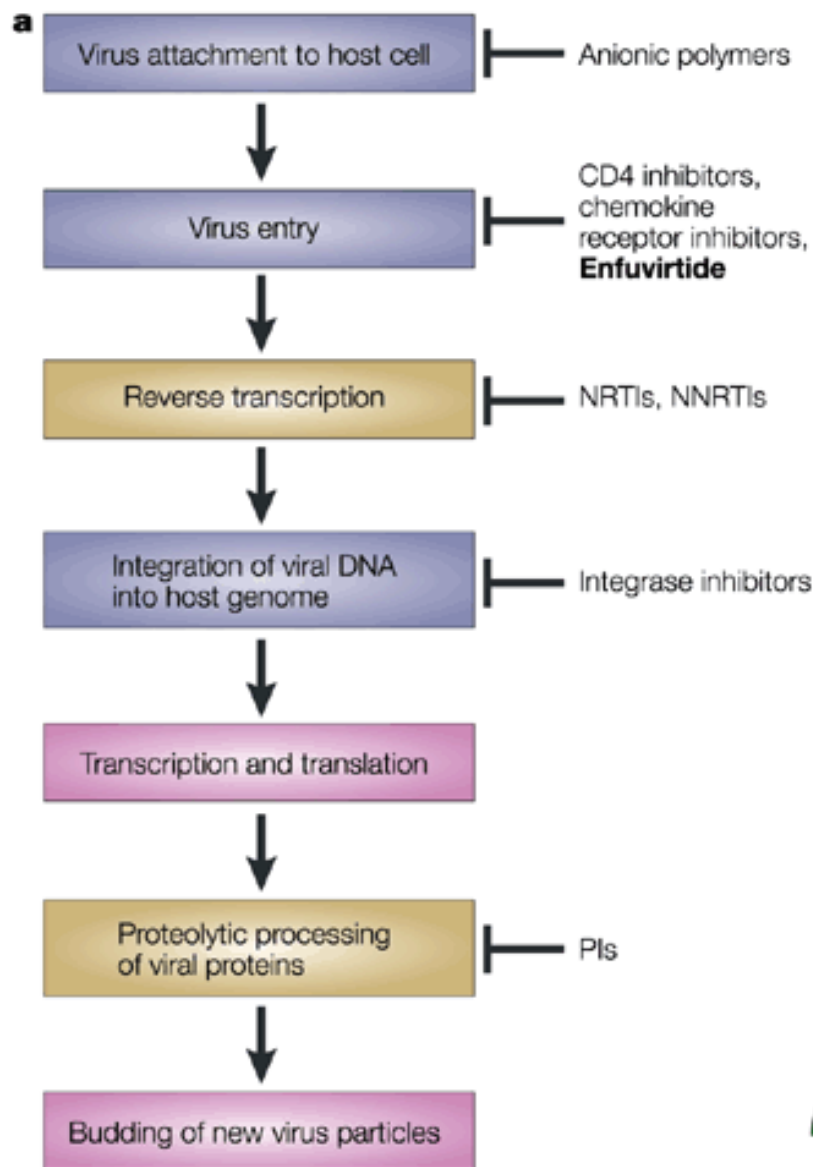 a
Virus attachment to host cell
Anionic polymers
Virus entry
CD4 inhibitors,
chemokine
receptor inhibitors,
Enfuvirtide
Reverse transcription
NRTIs, NNRTIs
Integration of viral DNA
into host genome
Integrase inhibitors
Transcription and translation
Proteolytic processing
of viral proteins
PIs
Budding of new virus particles